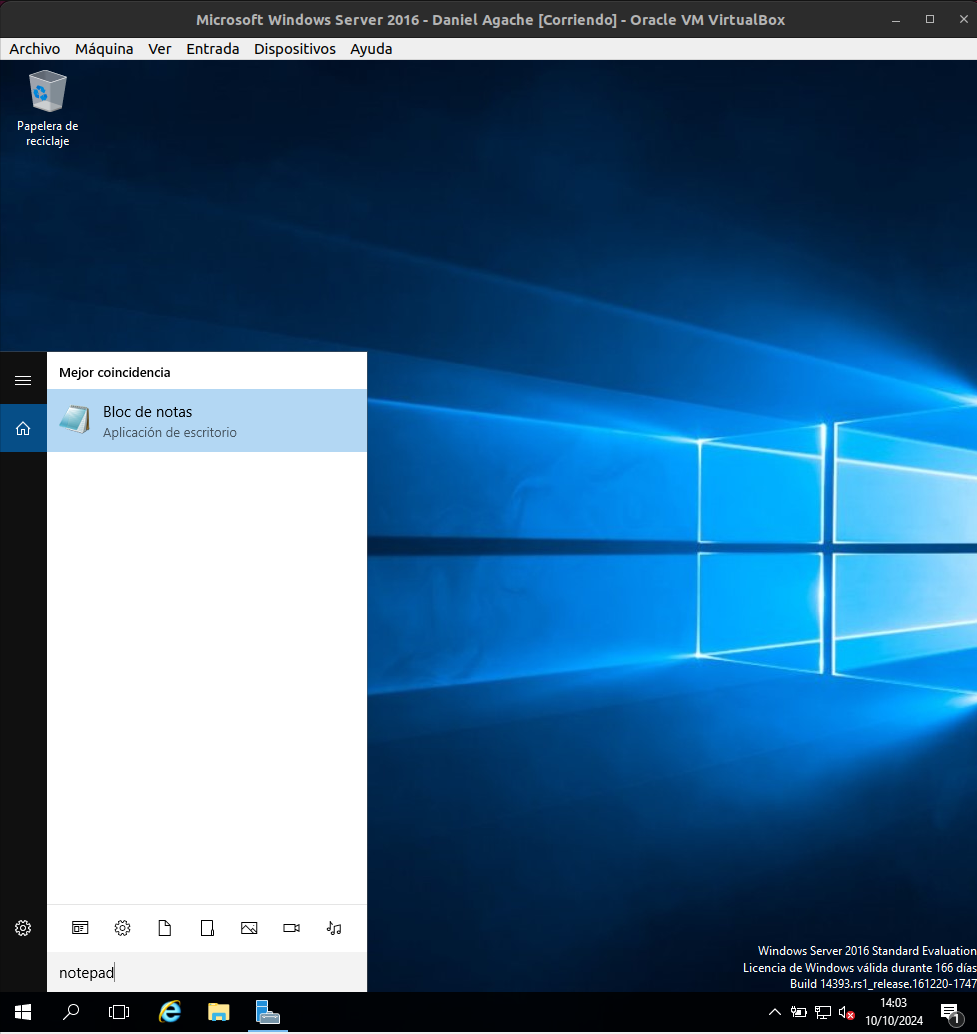 Microsoft Windows Server 2016 - Daniel Agache [Corriendo] - Oracle VM VirtualBox
Archivo Máquina Ver Entrada Dispositivos Ayuda
Papelera de
reciclaje
Mejor coincidencia
Bloc de notas
Aplicación de escritorio
notepad
Windows Server 2016 Standard Evaluation
Licencia de Windows válida durante 166 días
Build 14393.rs1_release.161220-1747
14:03
10/10/2024
1